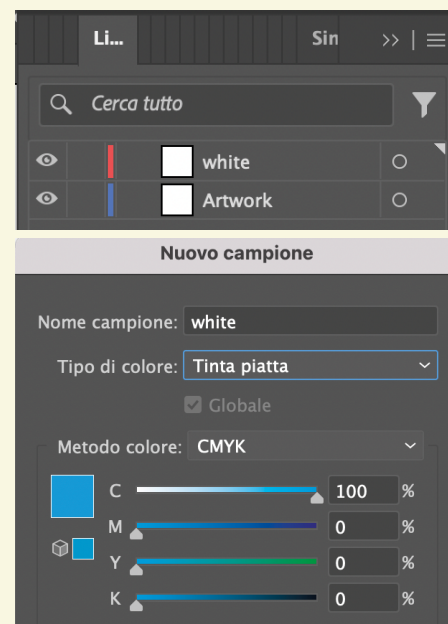 Li... Sin >>
Cerca tutto
white
Artwork
Nuovo campione
Nome campione: white
Tipo di colore: Tinta piatta
Globale
Metodo colore: CMYK
C 100 %
M 0 %
Y 0 %
K 0 %